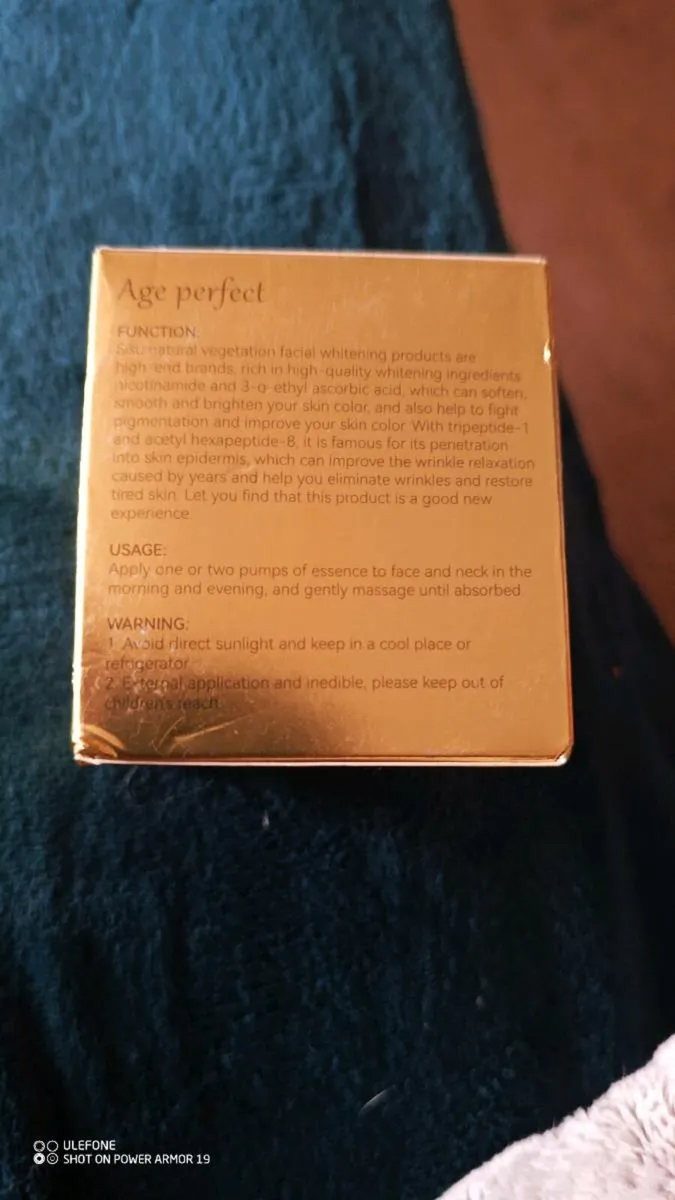 Age perfect
FUNCTION:
natural vegetation facial whitening products are
high-end brands, rich in high-quality whitening ingredients
nicotinamide and 3-o-ethyl ascorbic acid, which can soften,
smooth and brighten your skin color, and also help to fight
pigmentation and improve your skin color. With tripeptide-1
and acetyl hexapeptide-8, it is famous for its penetration
into skin epidermis, which can improve the wrinkle relaxation
caused by years and help you eliminate wrinkles and restore
tired skin. Let you find that this product is a good new
experience.
USAGE:
Apply one or two pumps of essence to face and neck in the
morning and evening, and gently massage until absorbed.
WARNING:
1. Avoid direct sunlight and keep in a cool place or
refrigerator.
2. External application and inedible, please keep out of
children's reach.
ULEFONE
SHOT ON POWER ARMOR 19